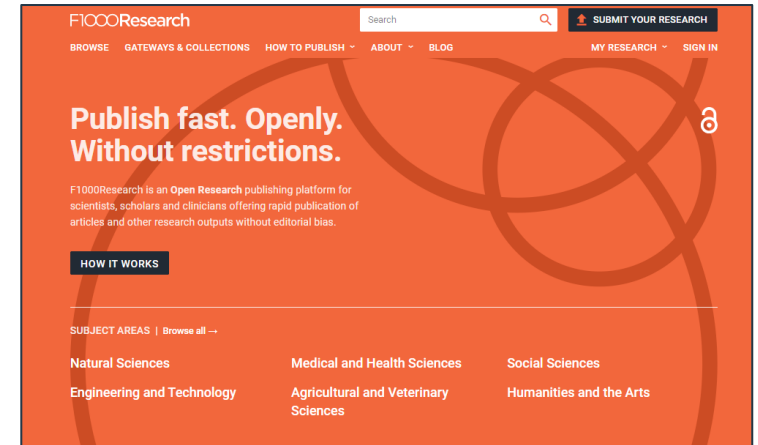 F1000Research
Search
SUBMIT YOUR RESEARCH
BROWSE GATEWAYS & COLLECTIONS HOW TO PUBLISH ABOUT BLOG MY RESEARCH SIGN IN
Publish fast. Openly.
Without restrictions.
F1000Research is an Open Research publishing platform for
scientists, scholars and clinicians offering rapid publication of
articles and other research outputs without editorial bias.
HOW IT WORKS
SUBJECT AREAS | Browse all →
Natural Sciences
Medical and Health Sciences
Social Sciences
Engineering and Technology
Agricultural and Veterinary
Sciences
Humanities and the Arts